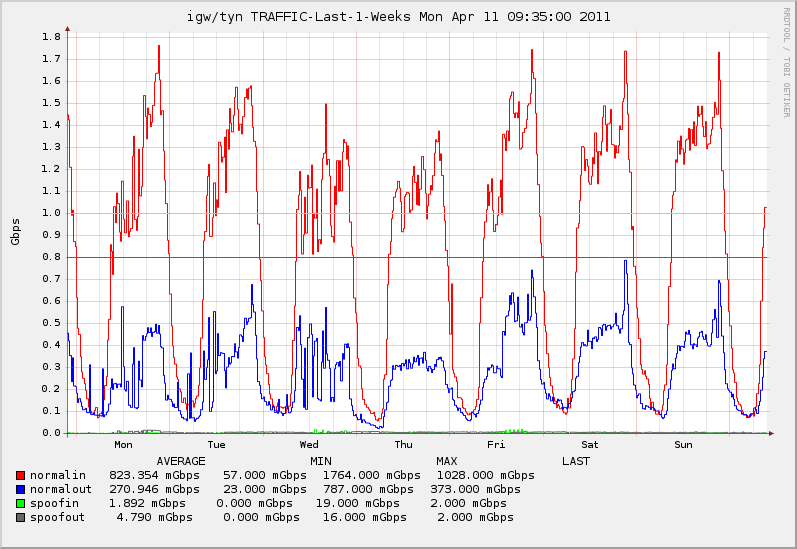 igw/tyn TRAFFIC-Last-1-Weeks Mon Apr 11 09:35:00 2011
RRDTOOL / TOBI OETIKER
Gbps
1.8
1.7
1.6
1.5
1.4
1.3
1.2
1.1
1.0
0.9
0.8
0.7
0.6
0.5
0.4
0.3
0.2
0.1
0.0
Mon Tue Wed Thu Fri Sat Sun
AVERAGE MIN MAX LAST
normalin 823.354 mGbps 57.000 mGbps 1764.000 mGbps 1028.000 mGbps
normalout 270.946 mGbps 23.000 mGbps 787.000 mGbps 373.000 mGbps
spoofin 1.892 mGbps 0.000 mGbps 19.000 mGbps 2.000 mGbps
spoofout 4.790 mGbps 0.000 mGbps 16.000 mGbps 2.000 mGbps